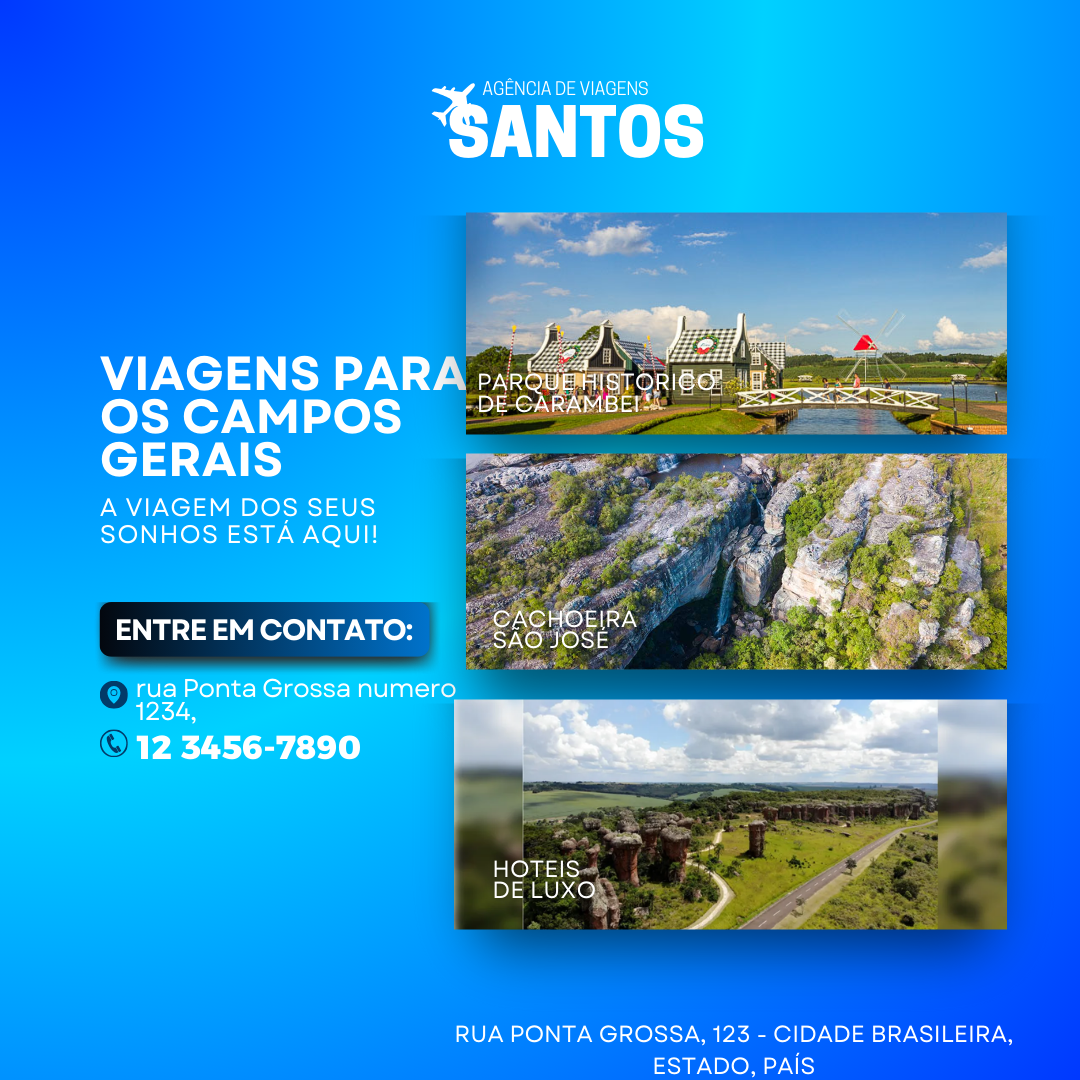 AGÊNCIA DE VIAGENS
SANTOS
VIAGENS PARA
OS CAMPOS
GERAIS
A VIAGEM DOS SEUS
SONHOS ESTÁ AQUI!
ENTRE EM CONTATO:
rua Ponta Grossa numero
1234,
12 3456-7890
PARQUE HISTORICO
DE CARAMBEI
CACHOEIRA
SÃO JOSÉ
HOTEIS
DE LUXO
RUA PONTA GROSSA, 123 - CIDADE BRASILEIRA,
ESTADO, PAÍS